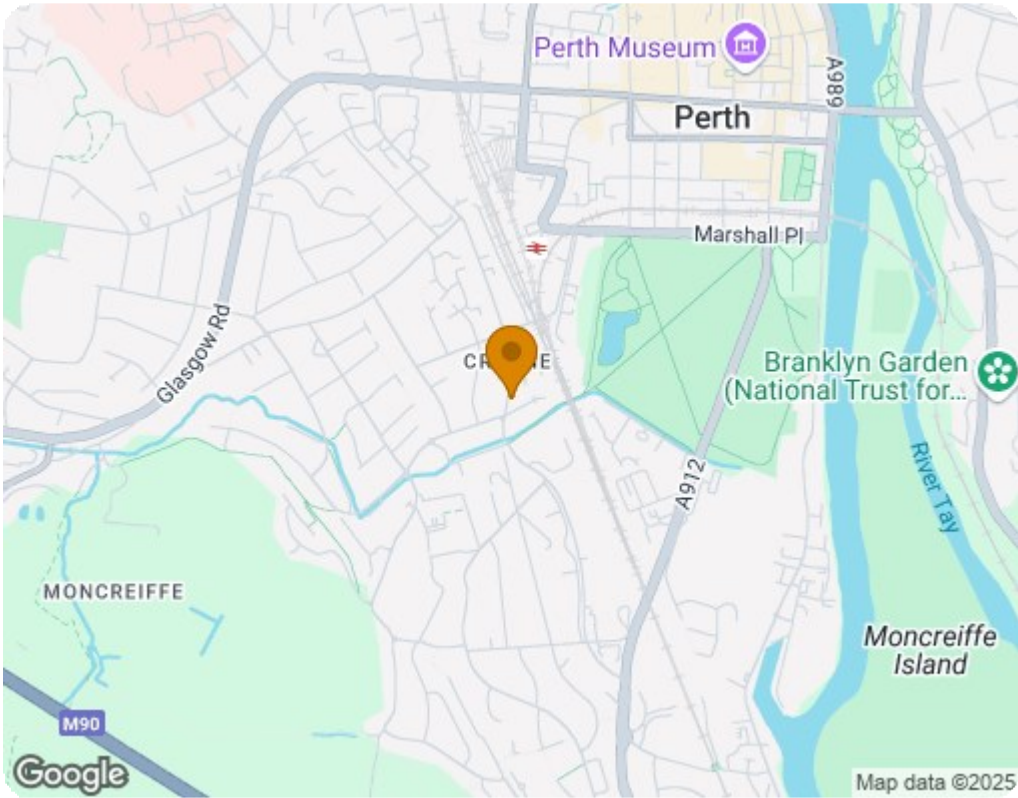 Perth Museum
A989
Perth
Marshall Pl
Glasgow Rd
Branklyn Garden
(National Trust for...
River Tay
A912
MONCREIFFE
Moncreiffe
Island
M90
Google
Map data ©2025